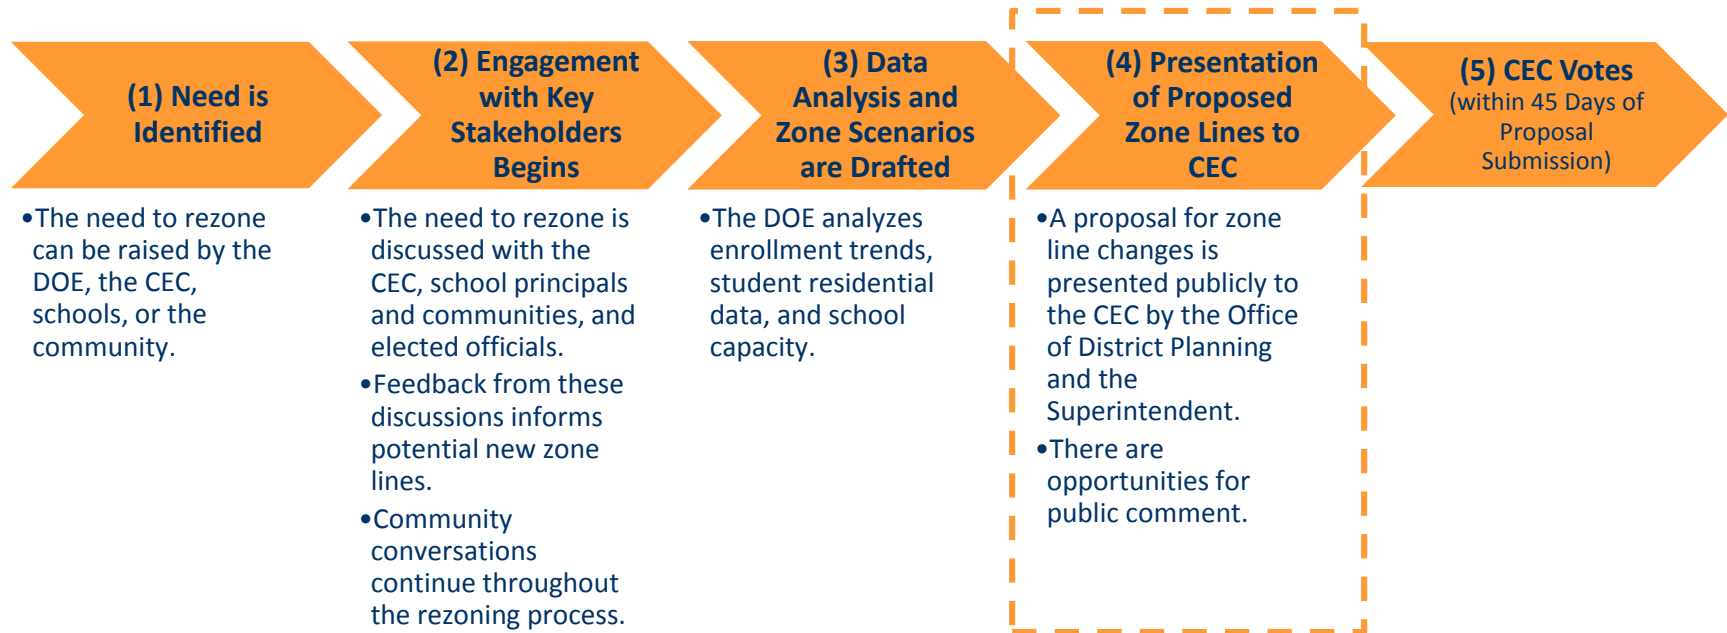 (1) Need is
Identified
•The need to rezone
can be raised by the
DOE, the CEC,
schools, or the
community.
(2) Engagement
with Key
Stakeholders
Begins
•The need to rezone is
discussed with the
CEC, school principals
and communities, and
elected officials.
•Feedback from these
discussions informs
potential new zone
lines.
•Community
conversations
continue throughout
the rezoning process.
(3) Data
Analysis and
Zone Scenarios
are Drafted
•The DOE analyzes
enrollment trends,
student residential
data, and school
capacity.
(4) Presentation
of Proposed
Zone Lines to
CEC
•A proposal for zone
line changes is
presented publicly to
the CEC by the Office
of District Planning
and the
Superintendent.
•There are
opportunities for
public comment.
(5) CEC Votes
(within 45 Days of
Proposal
Submission)